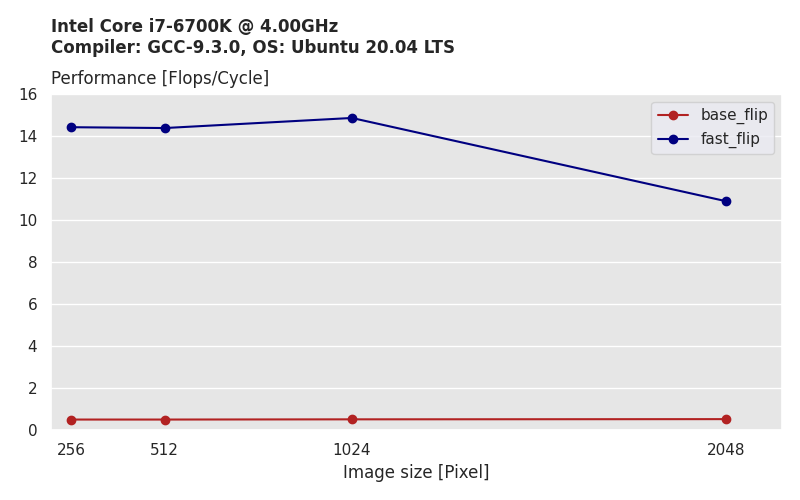 Intel Core i7-6700K @ 4.00GHz
Compiler: GCC-9.3.0, OS: Ubuntu 20.04 LTS
Performance [Flops/Cycle]
16
14
12
10
8
6
4
2
0
base_flip
fast_flip
256 512 1024 2048
Image size [Pixel]